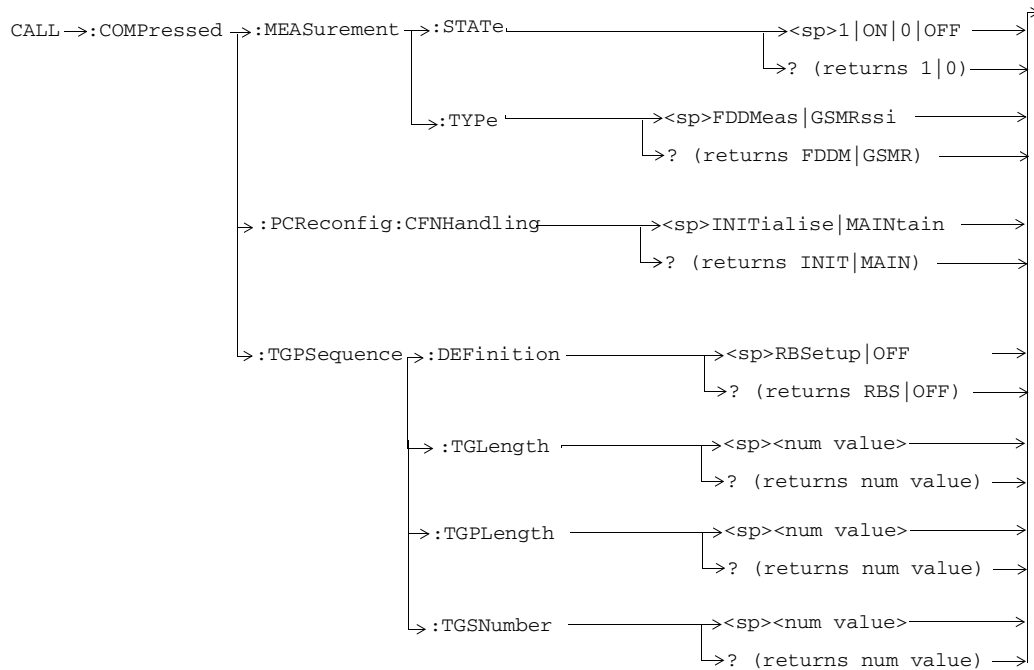 CALL :COMPressed :MEASurement :STATe <sp>1|ON|0|OFF
? (returns 1|0)
:TYPe <sp>FDDMeas|GSMRssi
? (returns FDDM|GSMR)
:PCReconfig:CFNHandling <sp>INITialise|MAINtain
? (returns INIT|MAIN)
:TGPSequence :DEFinition <sp>RBSetup|OFF
? (returns RBS|OFF)
:TGLength <sp><num value>
? (returns num value)
:TGPLength <sp><num value>
? (returns num value)
:TGSNumber <sp><num value>
? (returns num value)